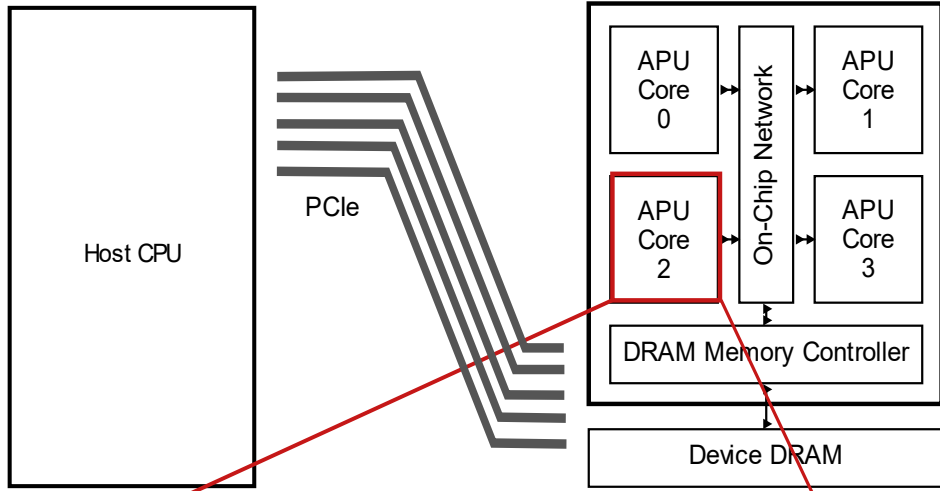 Host CPU
PCIe
APU
Core
0
On-Chip Network
APU
Core
1
APU
Core
2
APU
Core
3
DRAM Memory Controller
Device DRAM